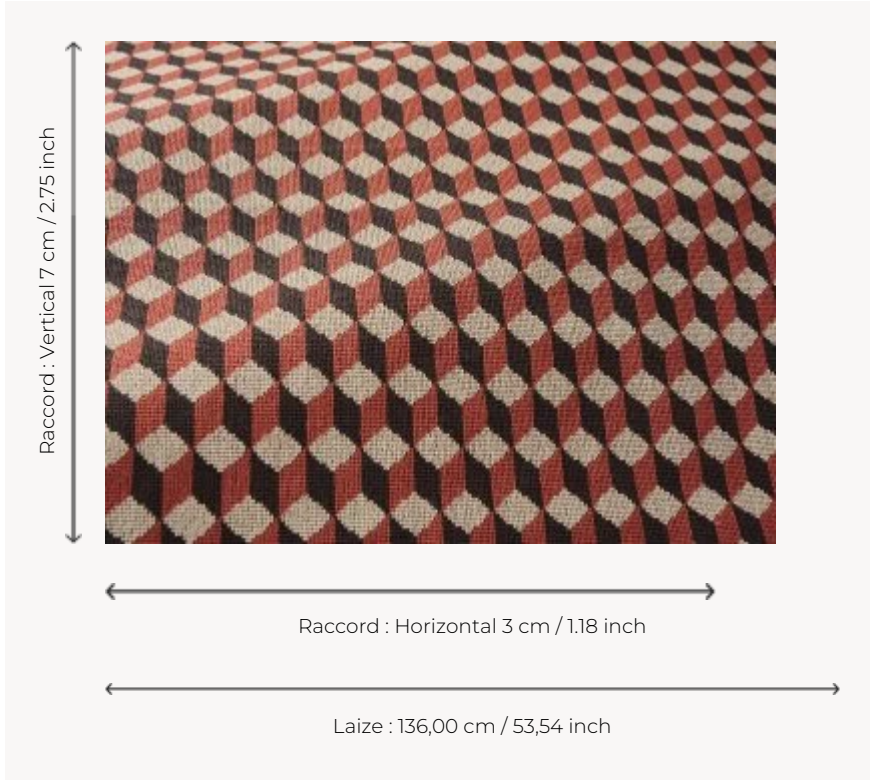 Raccord : Vertical 7 cm / 2.75 inch
Raccord : Horizontal 3 cm / 1.18 inch
Laize : 136,00 cm / 53,54 inch